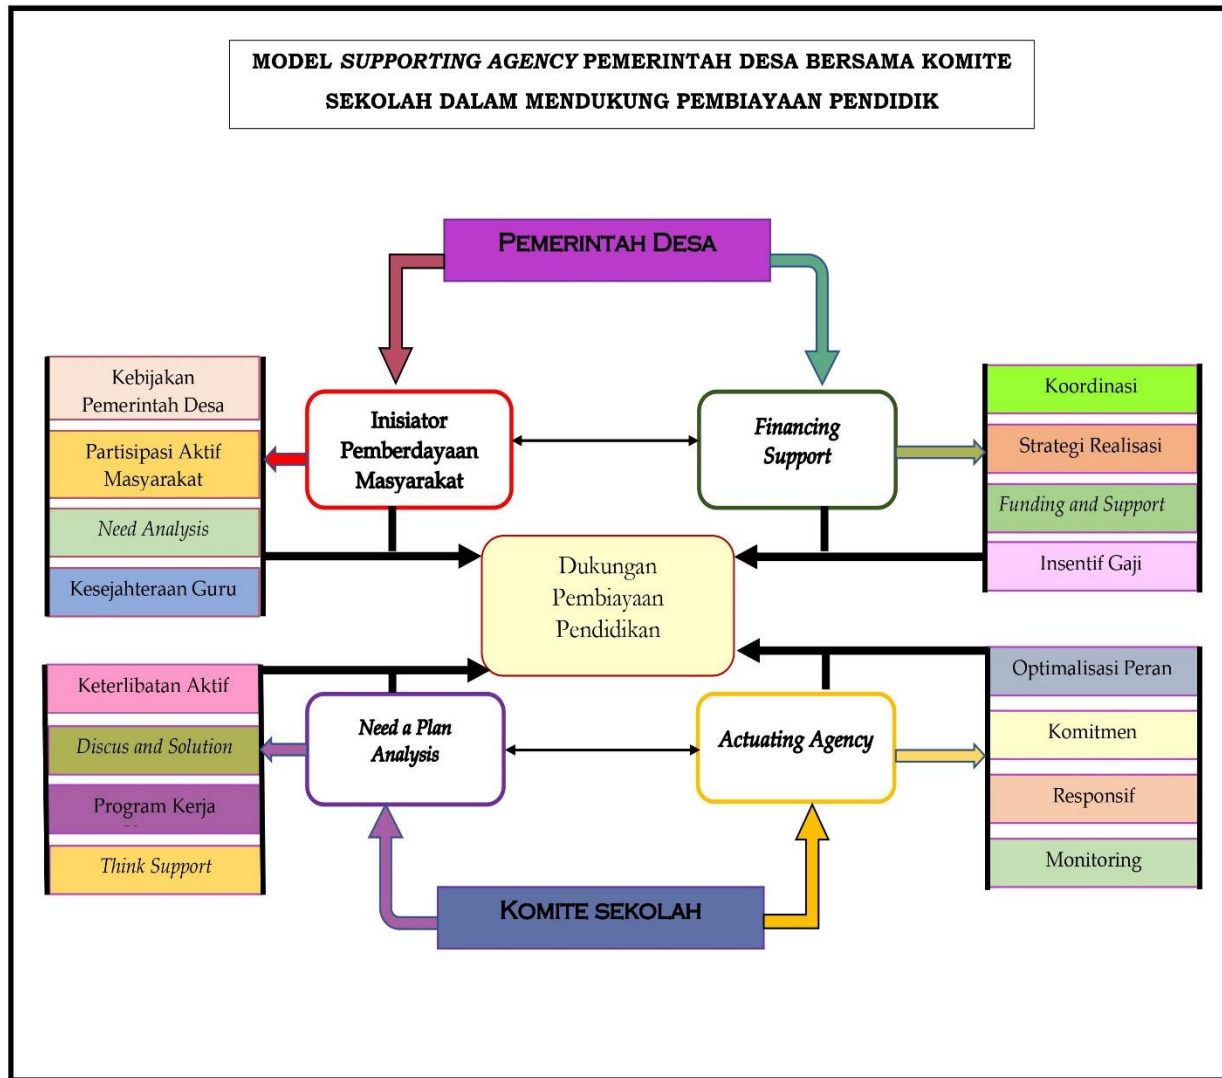 MODEL SUPPORTING AGENCY PEMERINTAH DESA BERSAMA KOMITE
SEKOLAH DALAM MENDUKUNG PEMBIAYAAN PENDIDIK
PEMERINTAH DESA
Kebijakan
Pemerintah Desa
Partisipasi Aktif
Masyarakat
Need Analysis
Kesejahteraan Guru
Inisiator
Pemberdayaan
Masyarakat
Financing
Support
Koordinasi
Strategi Realisasi
Funding and Support
Insentif Gaji
Dukungan
Pembiayaan
Pendidikan
Keterlibatan Aktif
Discus and Solution
Program Kerja
Think Support
Need a Plan
Analysis
Actuating Agency
Optimalisasi Peran
Komitmen
Responsif
Monitoring
KOMITE SEKOLAH